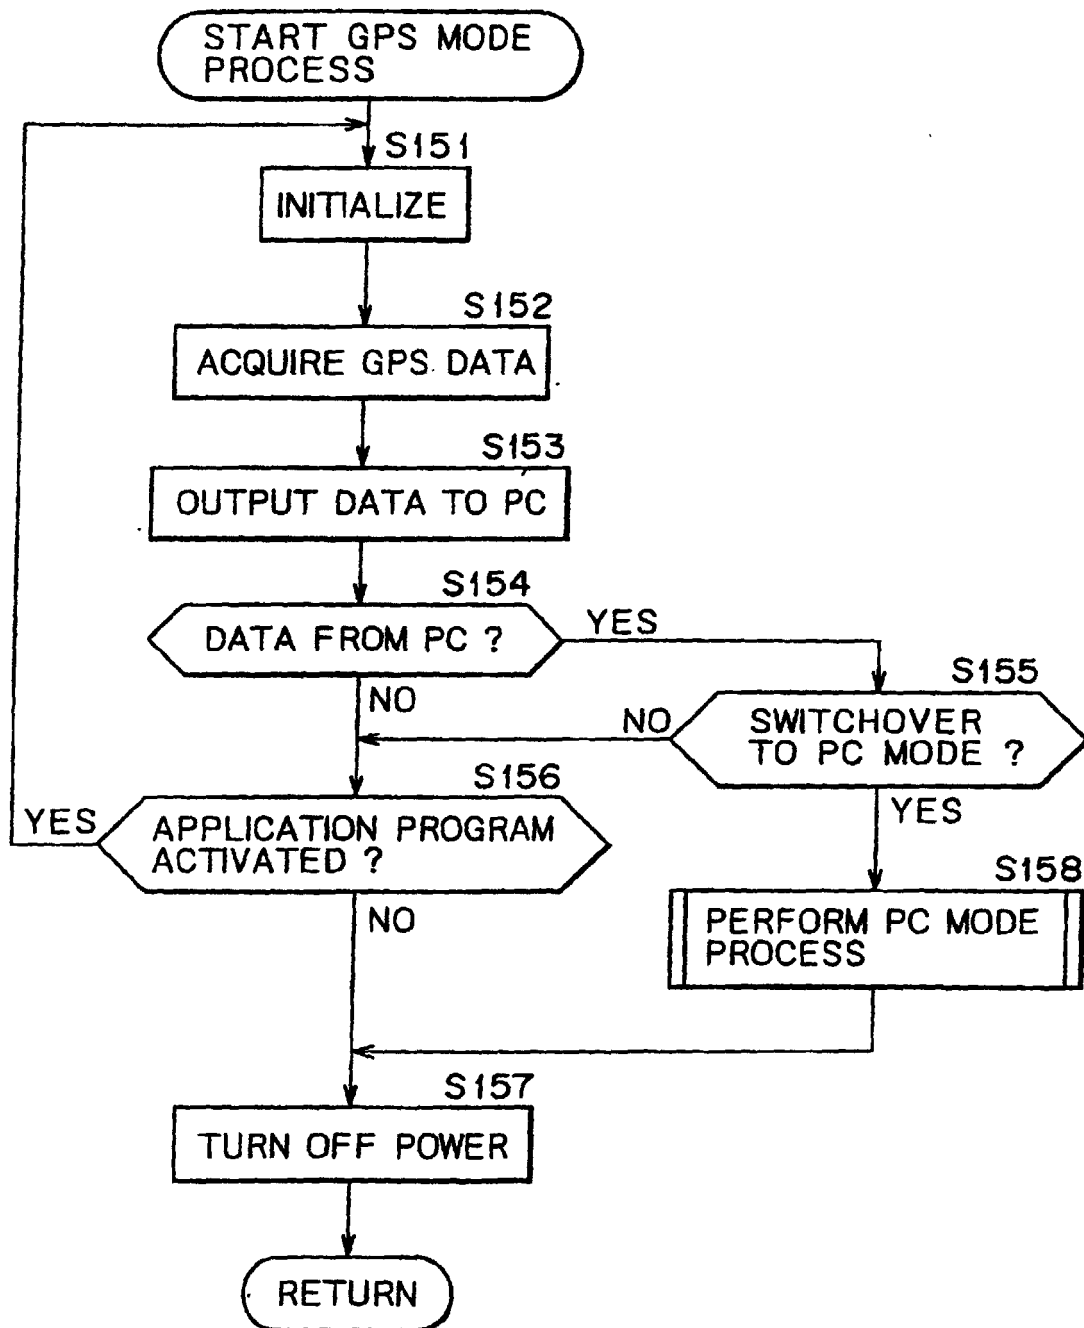 START GPS MODE
PROCESS
S151
INITIALIZE
S152
ACQUIRE GPS DATA
S153
OUTPUT DATA TO PC
S154
DATA FROM PC ?
YES
NO
S155
SWITCHOVER
TO PC MODE ?
NO
YES
S156
APPLICATION PROGRAM
ACTIVATED ?
YES
NO
S158
PERFORM PC MODE
PROCESS
S157
TURN OFF POWER
RETURN